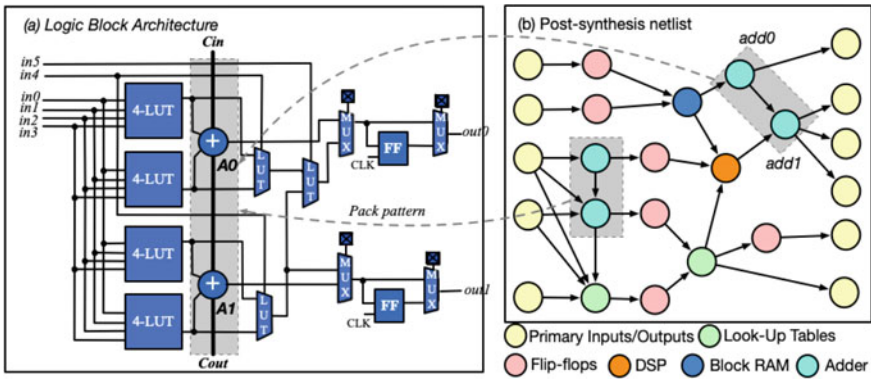 (a) Logic Block Architecture
Cin
in5
in4
in0
in1
in2
in3
4-LUT
4-LUT
4-LUT
4-LUT
A0
A1
LUT
LUT
LUT
MUX
MUX
MUX
MUX
CLK
FF
CLK
FF
out0
out1
Pack pattern
Cout
(b) Post-synthesis netlist
add0
add1
Primary Inputs/Outputs
Look-Up Tables
Flip-flops
DSP
Block RAM
Adder